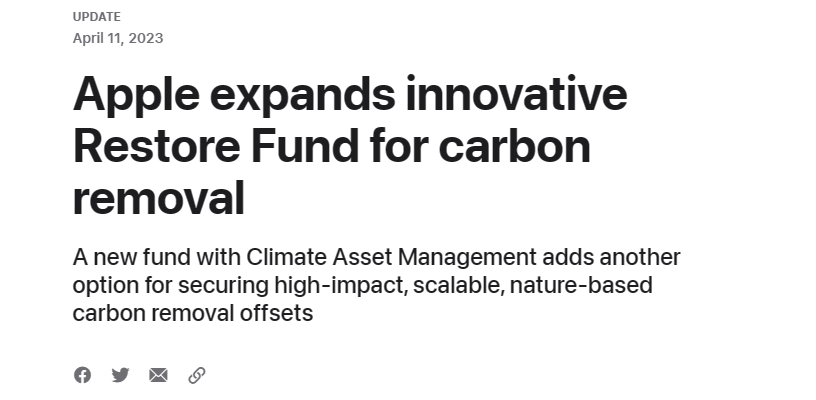 UPDATE
April 11, 2023
Apple expands innovative
Restore Fund for carbon
removal
A new fund with Climate Asset Management adds another
option for securing high-impact, scalable, nature-based
carbon removal offsets